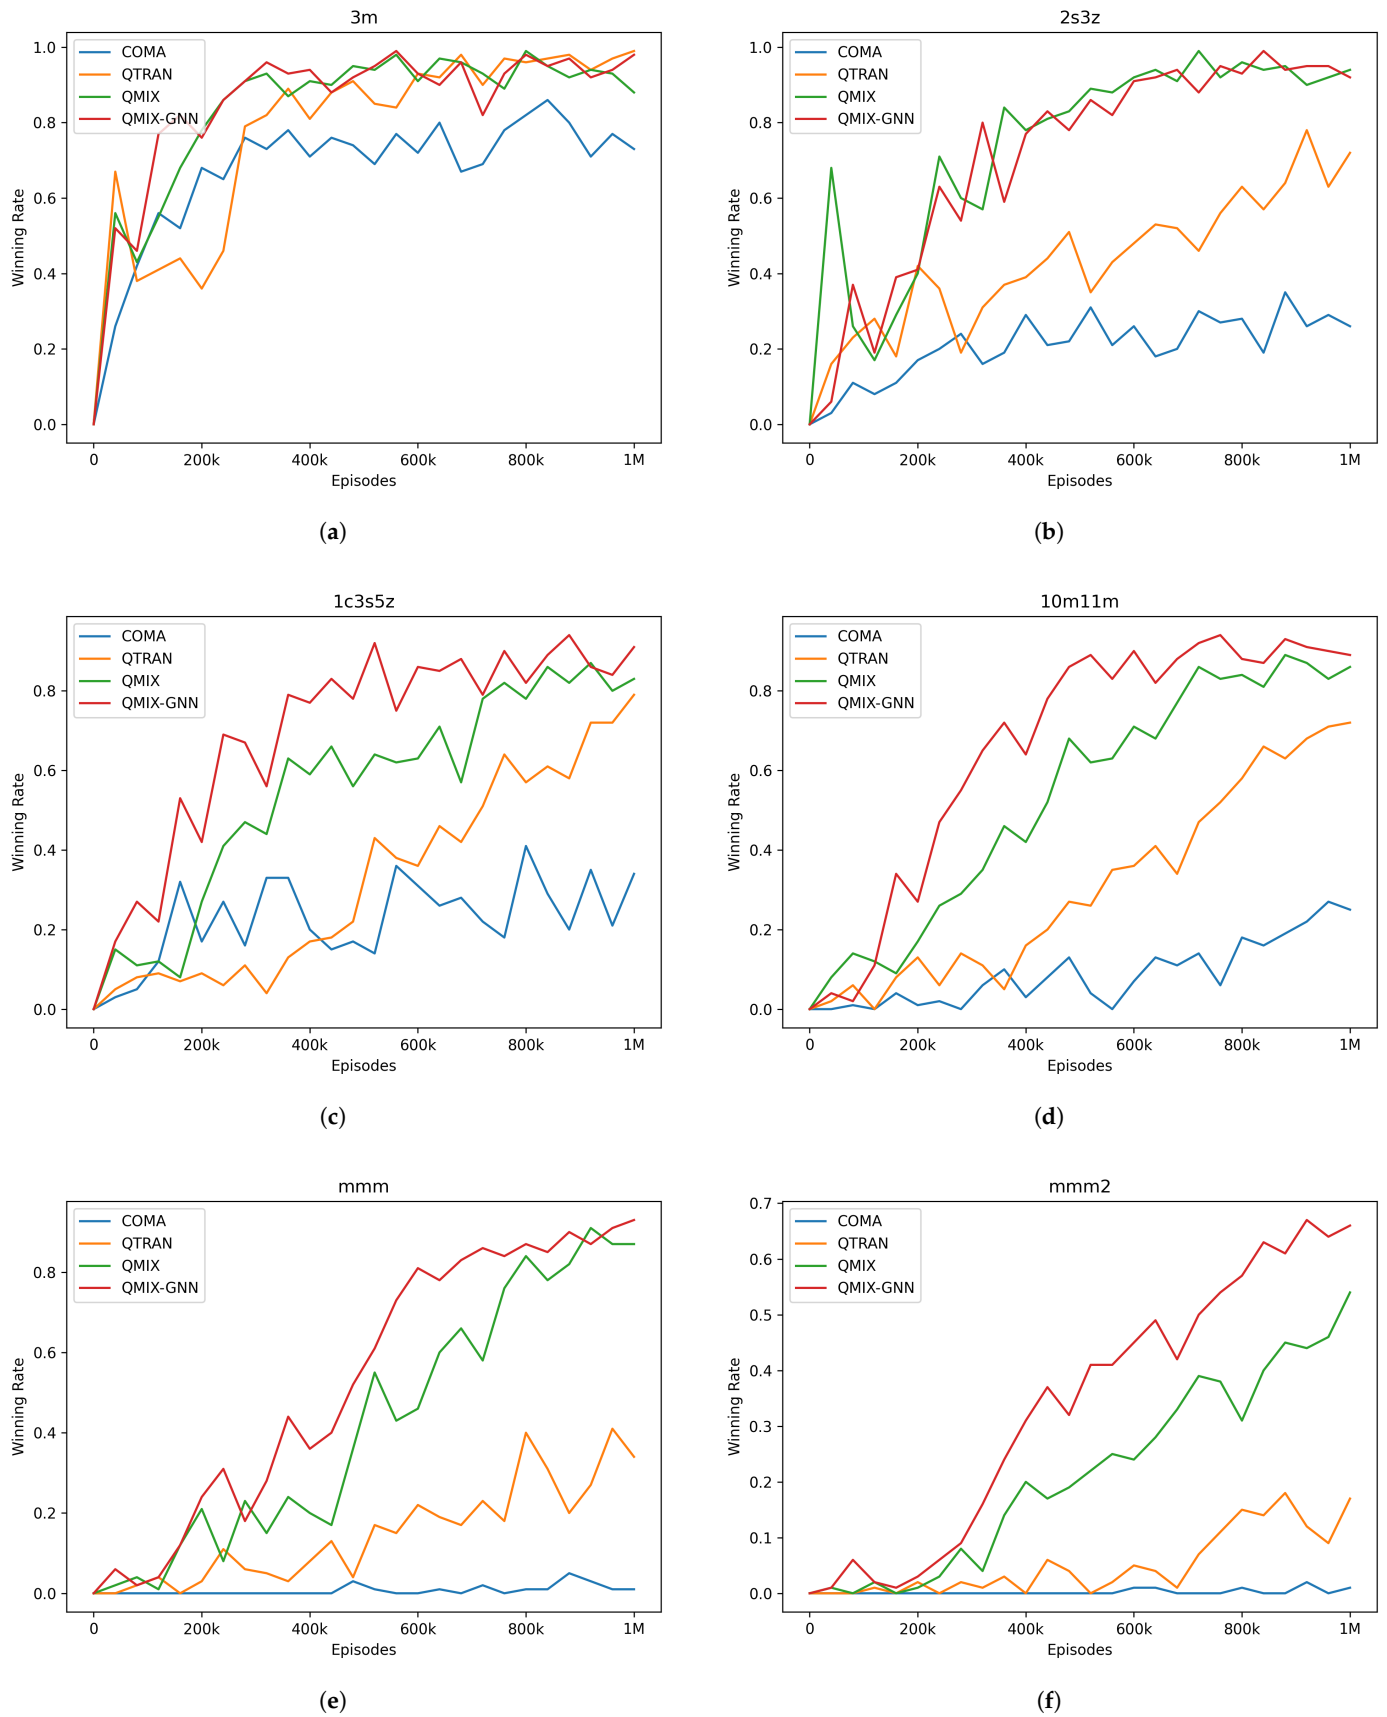 3m
COMA
QTRAN
QMIX
QMIX-GNN
1.0
0.8
0.6
0.4
0.2
0.0
Winning Rate
0 200k 400k 600k 800k 1M
Episodes
(a)
2s3z
COMA
QTRAN
QMIX
QMIX-GNN
1.0
0.8
0.6
0.4
0.2
0.0
Winning Rate
0 200k 400k 600k 800k 1M
Episodes
(b)
1c3s5z
COMA
QTRAN
QMIX
QMIX-GNN
0.8
0.6
0.4
0.2
0.0
Winning Rate
0 200k 400k 600k 800k 1M
Episodes
(c)
10m11m
COMA
QTRAN
QMIX
QMIX-GNN
0.8
0.6
0.4
0.2
0.0
Winning Rate
0 200k 400k 600k 800k 1M
Episodes
(d)
mmm
COMA
QTRAN
QMIX
QMIX-GNN
0.8
0.6
0.4
0.2
0.0
Winning Rate
0 200k 400k 600k 800k 1M
Episodes
(e)
mmm2
COMA
QTRAN
QMIX
QMIX-GNN
0.7
0.6
0.5
0.4
0.3
0.2
0.1
0.0
Winning Rate
0 200k 400k 600k 800k 1M
Episodes
(f)